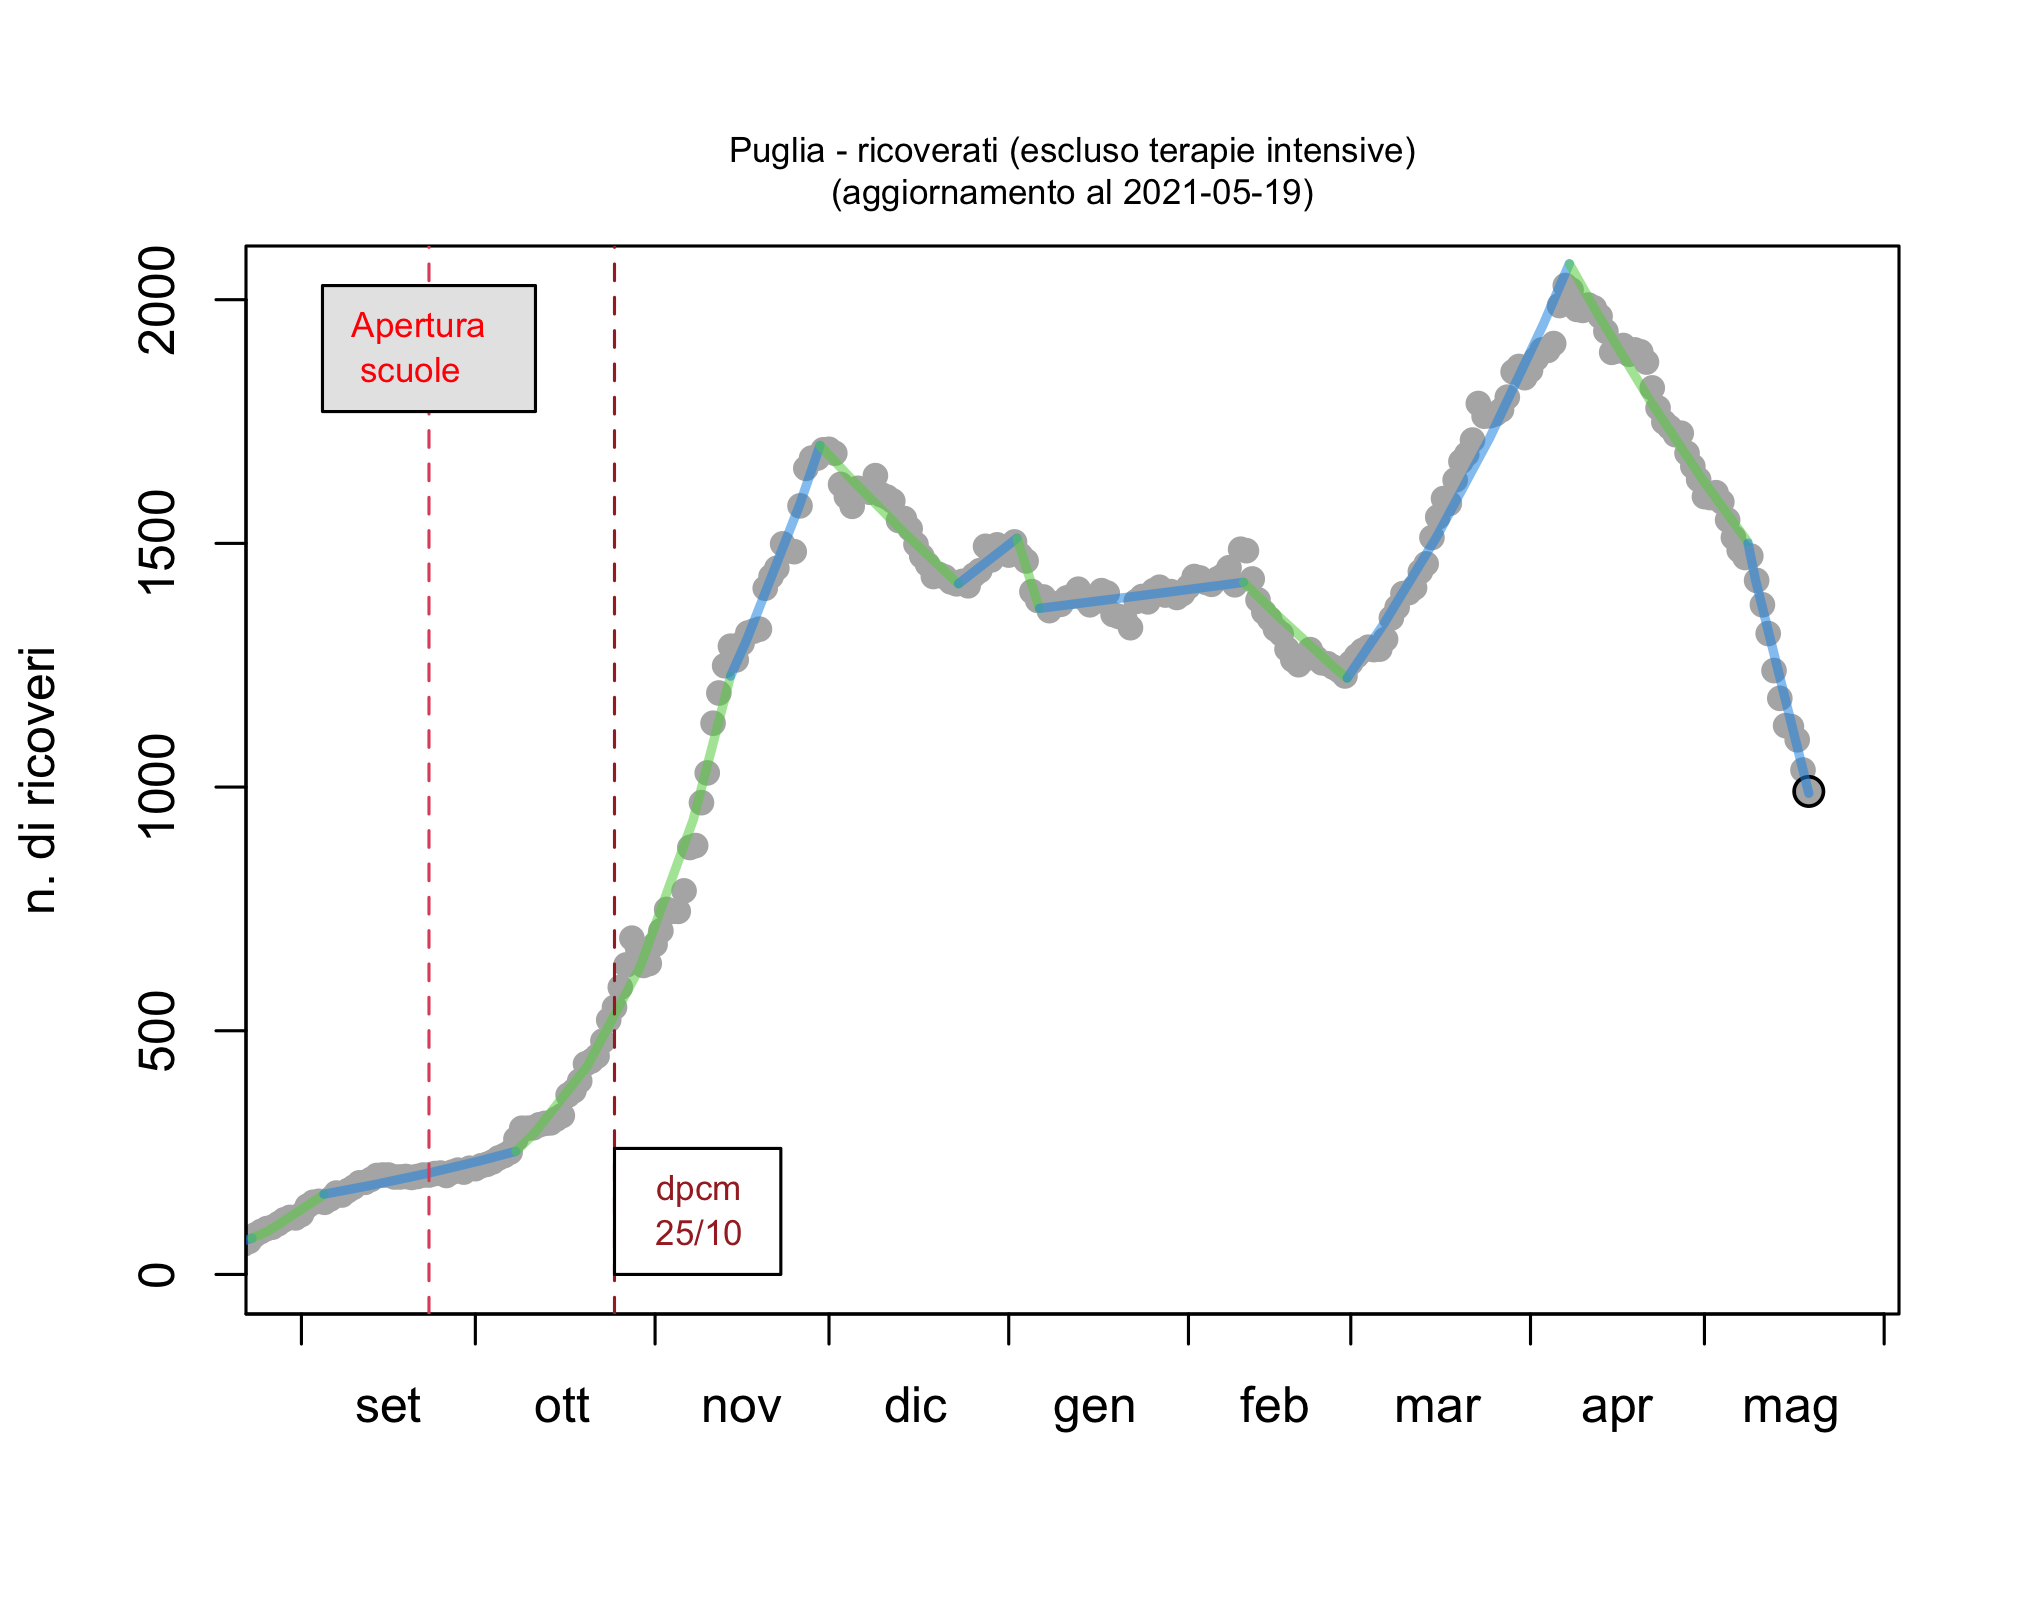 Puglia - ricoverati (escluso terapie intensive)
(aggiornamento al 2021-05-19)
n. di ricoveri
2000
1500
1000
500
0
Apertura
scuole
dpcm
25/10
set ott nov dic gen feb mar apr mag